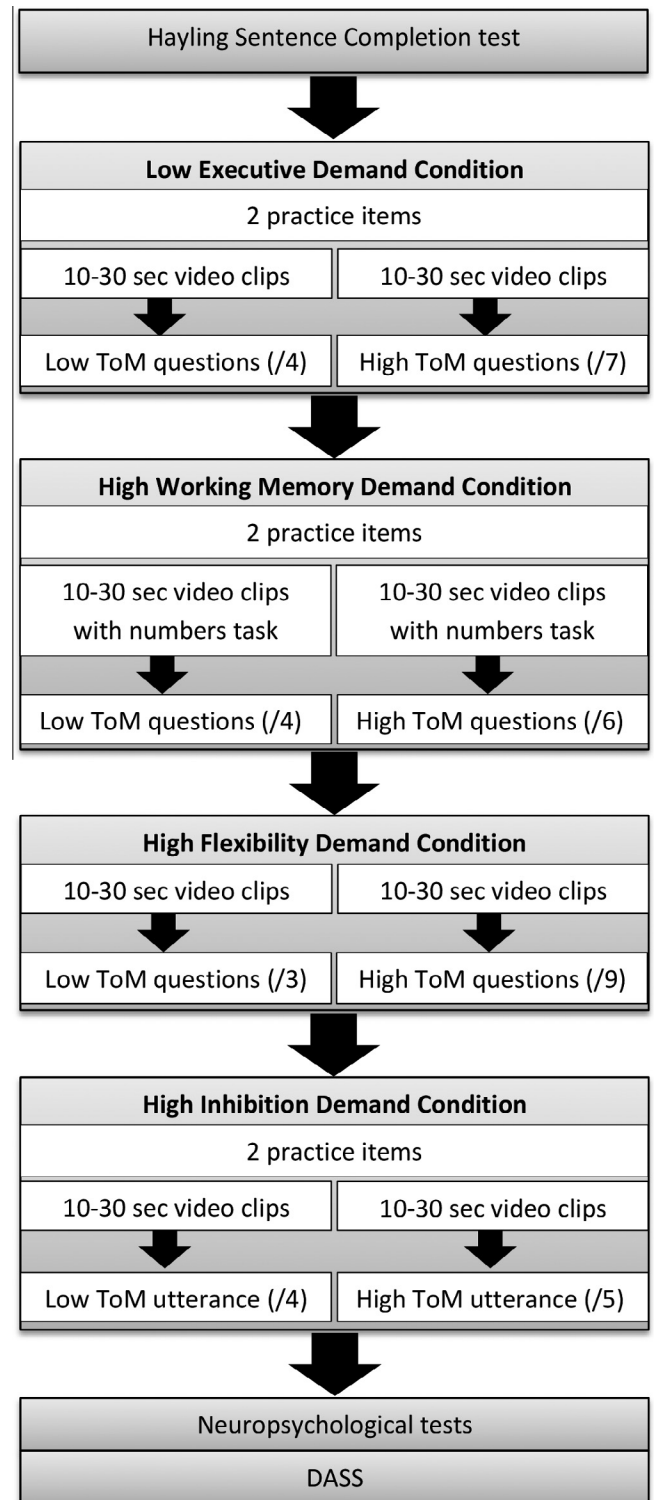 Hayling Sentence Completion test
Low Executive Demand Condition
2 practice items
10-30 sec video clips
10-30 sec video clips
Low ToM questions (/4)
High ToM questions (/7)
High Working Memory Demand Condition
2 practice items
10-30 sec video clips
with numbers task
10-30 sec video clips
with numbers task
Low ToM questions (/4)
High ToM questions (/6)
High Flexibility Demand Condition
10-30 sec video clips
10-30 sec video clips
Low ToM questions (/3)
High ToM questions (/9)
High Inhibition Demand Condition
2 practice items
10-30 sec video clips
10-30 sec video clips
Low ToM utterance (/4)
High ToM utterance (/5)
Neuropsychological tests
DASS